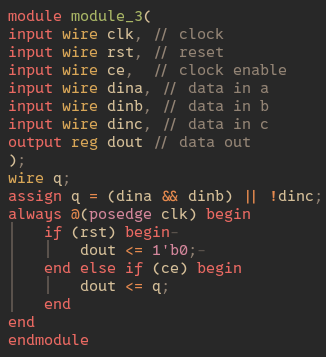 module module_3(
input wire clk, // clock
input wire rst, // reset
input wire ce,  // clock enable
input wire dina, // data in a
input wire dinb, // data in b
input wire dinc, // data in c
output reg dout // data out
);
wire q;
assign q = (dina && dinb) || !dinc;
always @(posedge clk) begin
    if (rst) begin-
        dout <= 1'b0;-
    end else if (ce) begin
        dout <= q;
    end
end
endmodule